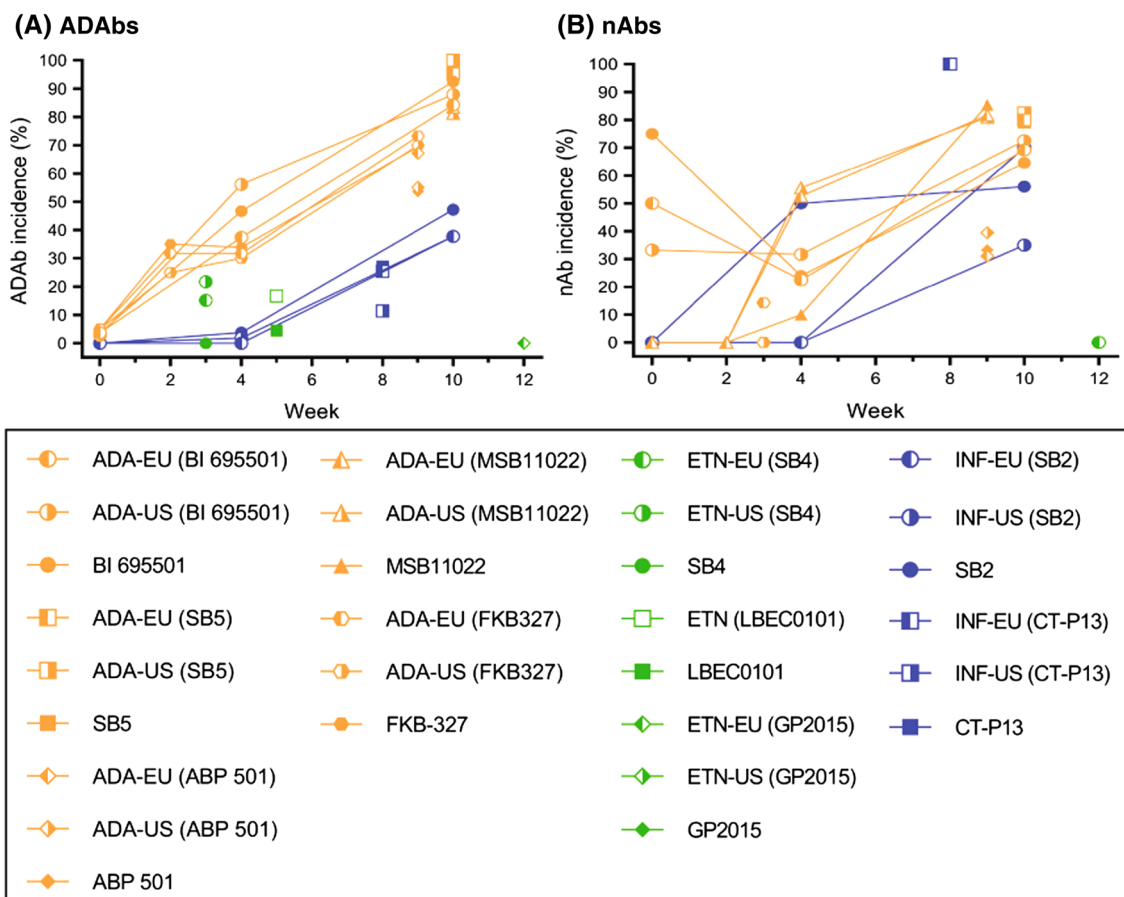 (A) ADAbs
100
90
80
70
60
50
40
30
20
10
0
ADAb incidence (%)
0 2 4 6 8 10 12
Week
(B) nAbs
100
90
80
70
60
50
40
30
20
10
0
nAb incidence (%)
0 2 4 6 8 10 12
Week
ADA-EU (BI 695501)
ADA-US (BI 695501)
BI 695501
ADA-EU (SB5)
ADA-US (SB5)
SB5
ADA-EU (ABP 501)
ADA-US (ABP 501)
ABP 501
ADA-EU (MSB11022)
ADA-US (MSB11022)
MSB11022
ADA-EU (FKB327)
ADA-US (FKB327)
FKB-327
ETN-EU (SB4)
ETN-US (SB4)
SB4
ETN (LBEC0101)
LBEC0101
ETN-EU (GP2015)
ETN-US (GP2015)
GP2015
INF-EU (SB2)
INF-US (SB2)
SB2
INF-EU (CT-P13)
INF-US (CT-P13)
CT-P13